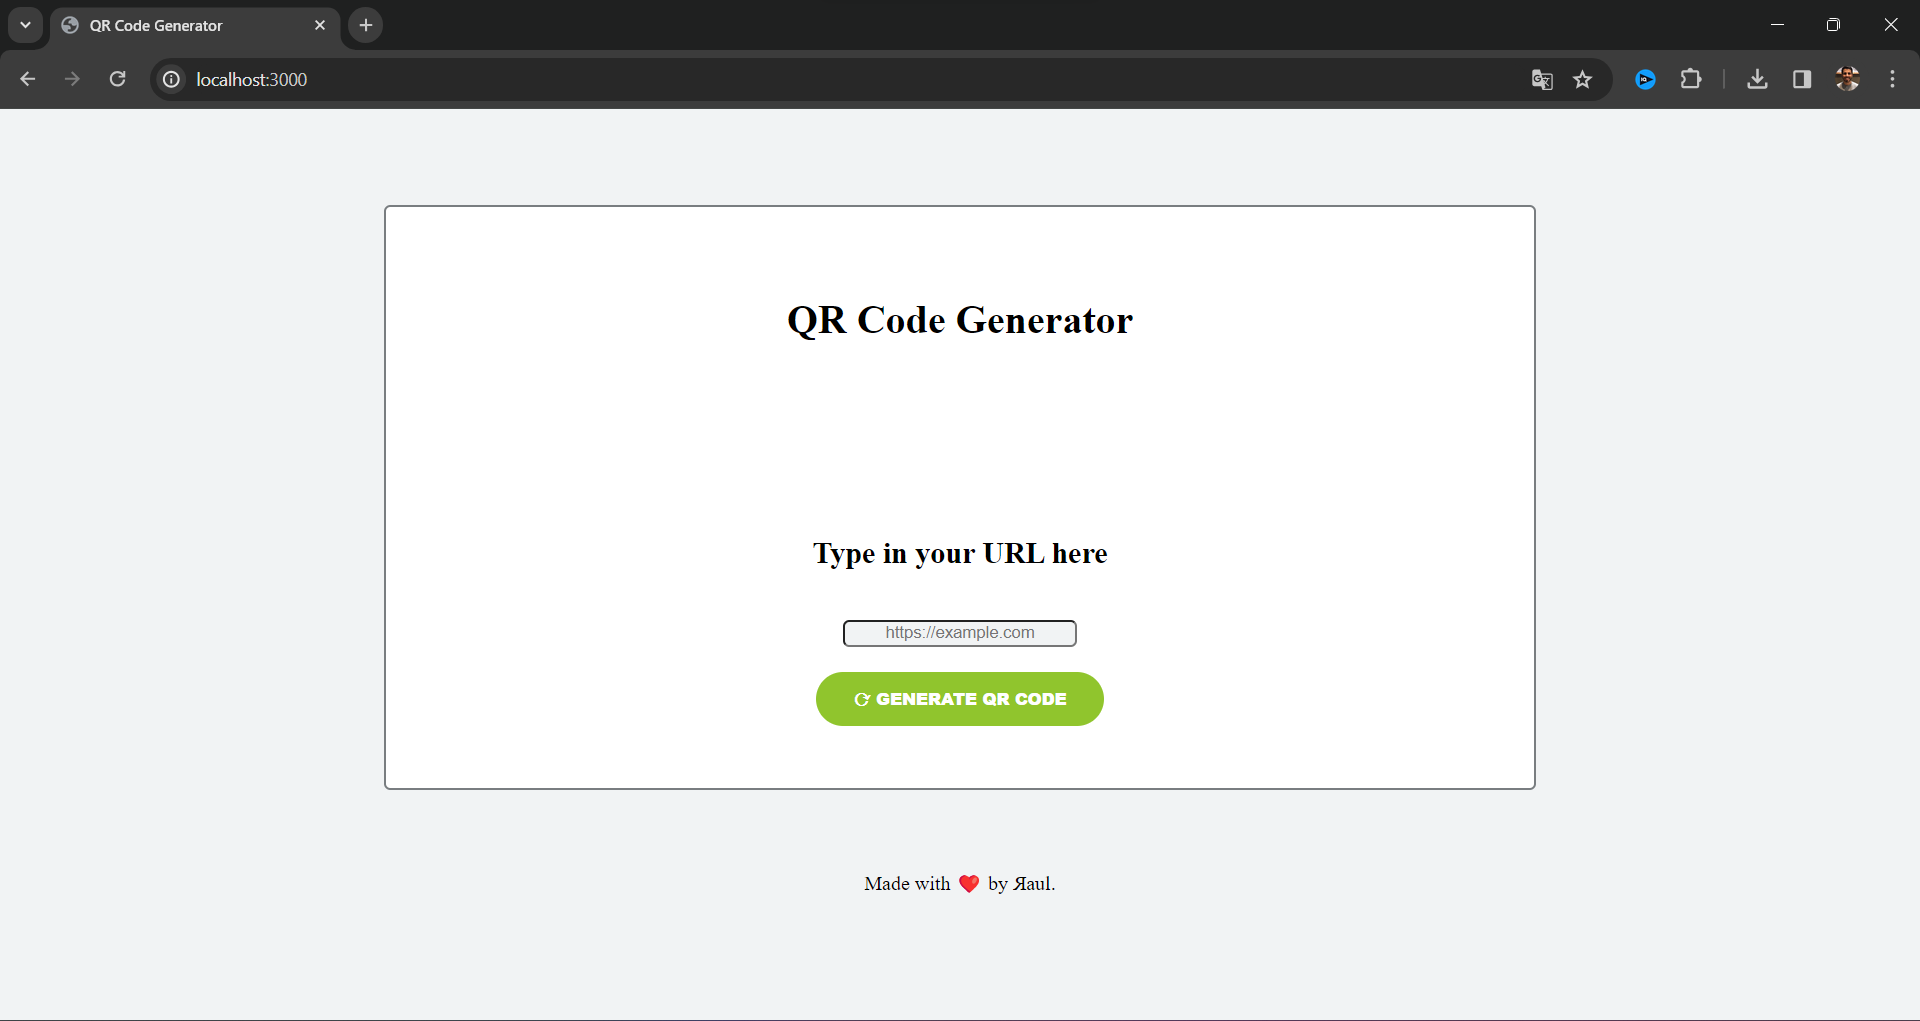 QR Code Generator
localhost:3000
QR Code Generator
Type in your URL here
https://example.com
⟳ GENERATE QR CODE
Made with ❤️ by Яaul.